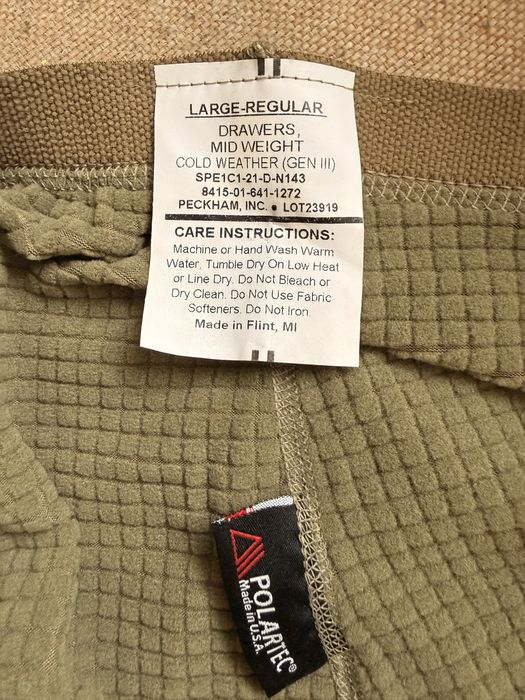 LARGE-REGULAR
DRAWERS,
MID WEIGHT
COLD WEATHER (GEN III)
SPE1C1-21-D-N143
8415-01-641-1272
PECKHAM, INC. ● LOT23919
CARE INSTRUCTIONS:
Machine or Hand Wash Warm
Water, Tumble Dry On Low Heat
or Line Dry. Do Not Bleach or
Dry Clean. Do Not Use Fabric
Softeners. Do Not Iron.
Made in Flint, MI
POLARTEC®
Made in U.S.A.